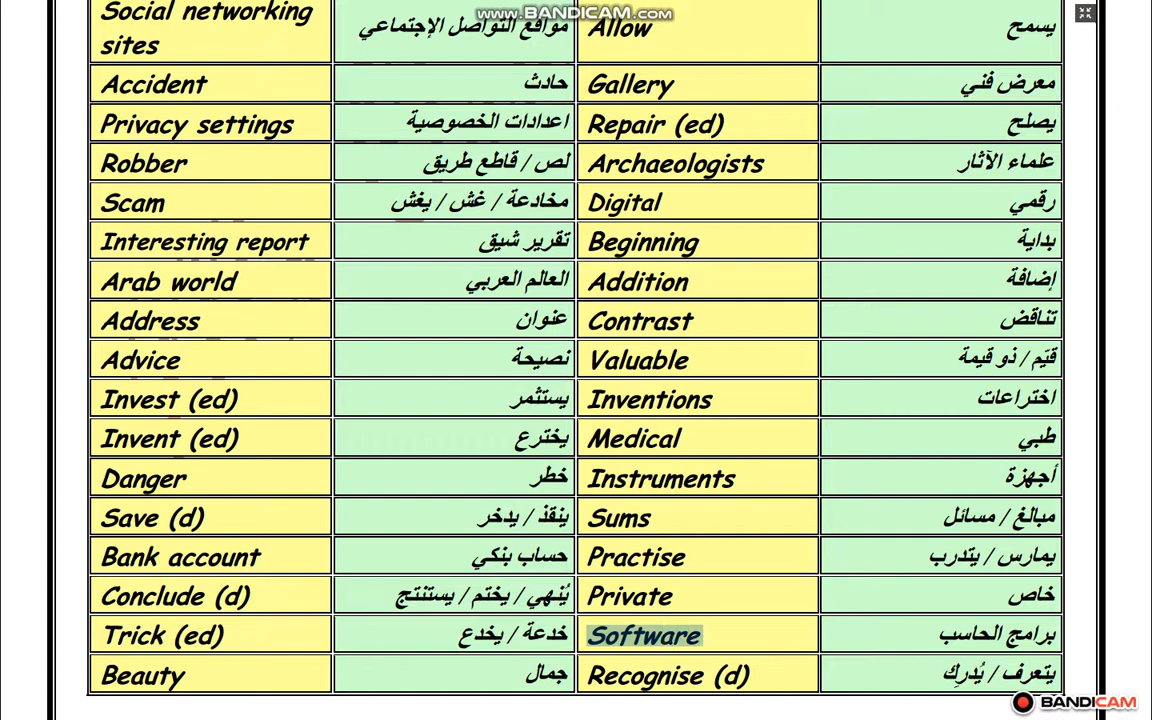 www.BANDICAM.com
Social networking
sites
مواقع التواصل الإجتماعي
Allow
يسمح
Accident
حادث
Gallery
معرض فني
Privacy settings
اعدادات الخصوصية
Repair (ed)
يصلح
Robber
لص / قاطع طريق
Archaeologists
علماء الآثار
Scam
مخادعة / غش / يغش
Digital
رقمي
Interesting report
تقرير شيق
Beginning
بداية
Arab world
العالم العربي
Addition
إضافة
Address
عنوان
Contrast
تناقض
Advice
نصيحة
Valuable
قيّم / ذو قيمة
Invest (ed)
يستثمر
Inventions
اختراعات
Invent (ed)
يخترع
Medical
طبي
Danger
خطر
Instruments
أجهزة
Save (d)
ينقذ / يدخر
Sums
مبالغ / مسائل
Bank account
حساب بنكي
Practise
يمارس / يتدرب
Conclude (d)
يُنهي / يختم / يستنتج
Private
خاص
Trick (ed)
خدعة / يخدع
Software
برامج الحاسب
Beauty
جمال
Recognise (d)
يتعرف / يُدرِك
BANDICAM